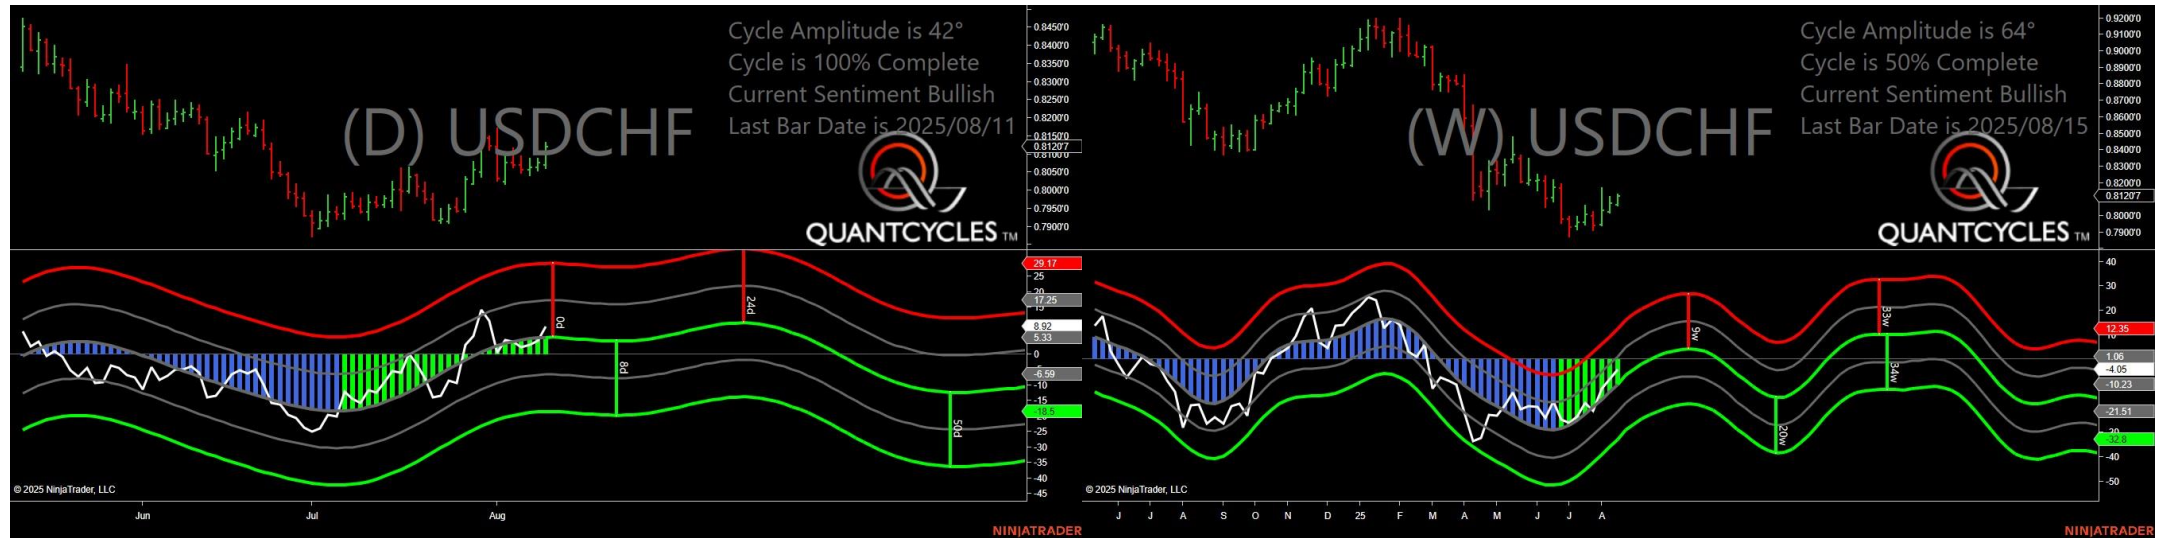 Cycle Amplitude is 42°
Cycle is 100% Complete
Current Sentiment Bullish
Last Bar Date is 2025/08/11
(D) USDCHF
QUANTCYCLES TM
0.8450'0
0.8400'0
0.8350'0
0.8300'0
0.8250'0
0.8200'0
0.8150'0
0.8120'7
0.8100'0
0.8050'0
0.8000'0
0.7950'0
0.7900'0
29.17
25
20
17.25
15
8.92
5.33
0
-6.59
-10
-15
-18.5
-25
-30
-35
-40
-45
0d
24d
8d
50d
© 2025 NinjaTrader, LLC
Jun
Jul
Aug
NINJATRADER
Cycle Amplitude is 64°
Cycle is 50% Complete
Current Sentiment Bullish
Last Bar Date is 2025/08/15
(W) USDCHF
QUANTCYCLES TM
0.9200'0
0.9100'0
0.9000'0
0.8900'0
0.8800'0
0.8700'0
0.8600'0
0.8500'0
0.8400'0
0.8300'0
0.8200'0
0.8120'7
0.8000'0
0.7900'0
40
30
20
12.35
10
1.06
-4.05
-10.23
-21.51
-32.8
-40
-50
9w
33w
34w
20w
© 2025 NinjaTrader, LLC
J
J
A
S
O
N
D
25
F
M
A
M
J
J
A
NINJATRADER